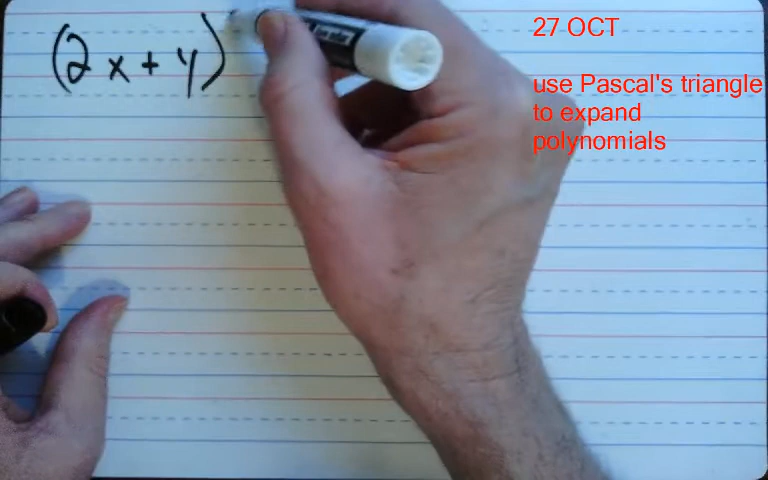 (2x+y)
27 OCT
use Pascal's triangle
to expand
polynomials